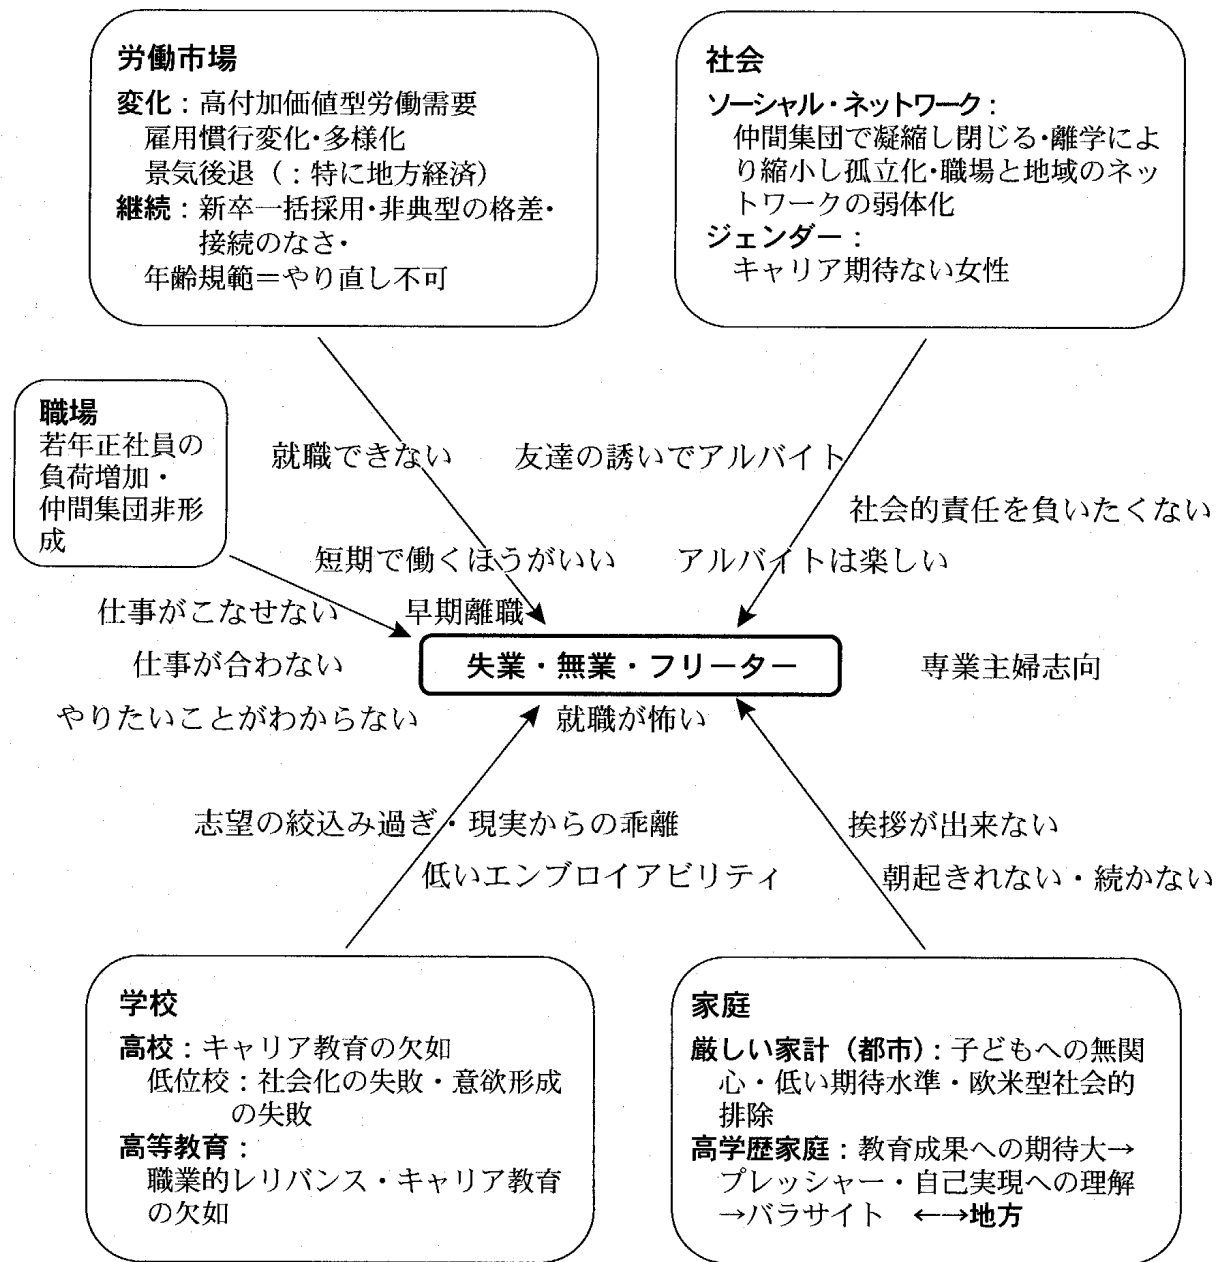 労働市場
変化：高付加価値型労働需要
雇用慣行変化・多様化
景気後退（：特に地方経済）
継続：新卒一括採用・非典型の格差・
接続のなさ・
年齢規範＝やり直し不可
社会
ソーシャル・ネットワーク：
仲間集団で凝縮し閉じる・離学によ
り縮小し孤立化・職場と地域のネッ
トワークの弱体化
ジェンダー：
キャリア期待ない女性
職場
若年正社員の
負荷増加・
仲間集団非形
成
就職できない
友達の誘いでアルバイト
社会的責任を負いたくない
短期で働くほうがいい
アルバイトは楽しい
仕事がこなせない
早期離職
仕事が合わない
失業・無業・フリーター
専業主婦志向
やりたいことがわからない
就職が怖い
志望の絞込み過ぎ・現実からの乖離
挨拶が出来ない
低いエンブロイアビリティ
朝起きれない・続かない
学校
高校：キャリア教育の欠如
低位校：社会化の失敗・意欲形成
の失敗
高等教育：
職業的レリバンス・キャリア教育
の欠如
家庭
厳しい家計（都市）：子どもへの無関
心・低い期待水準・欧米型社会的
排除
高学歴家庭：教育成果への期待大→
プレッシャー・自己実現への理解
→バラサイト ←→地方